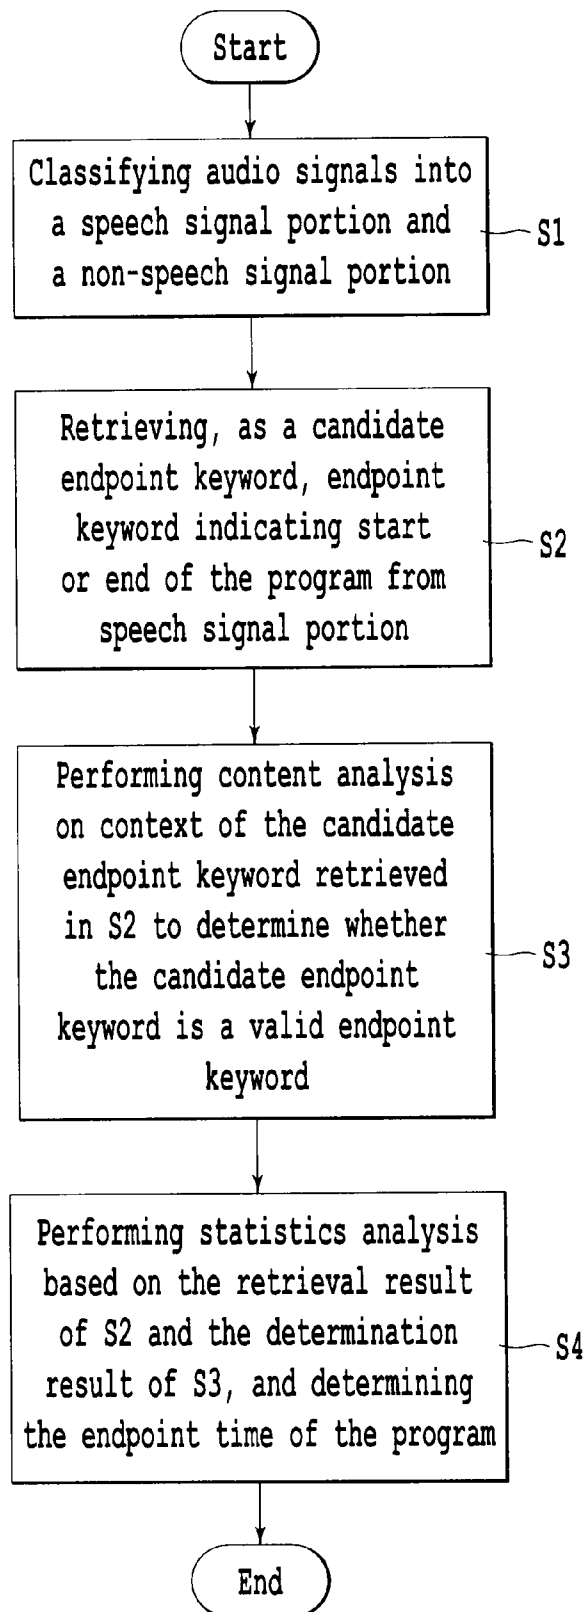 Start
Classifying audio signals into
a speech signal portion and
a non-speech signal portion
S1
Retrieving, as a candidate
endpoint keyword, endpoint
keyword indicating start
or end of the program from
speech signal portion
S2
Performing content analysis
on context of the candidate
endpoint keyword retrieved
in S2 to determine whether
the candidate endpoint
keyword is a valid endpoint
keyword
S3
Performing statistics analysis
based on the retrieval result
of S2 and the determination
result of S3, and determining
the endpoint time of the program
S4
End